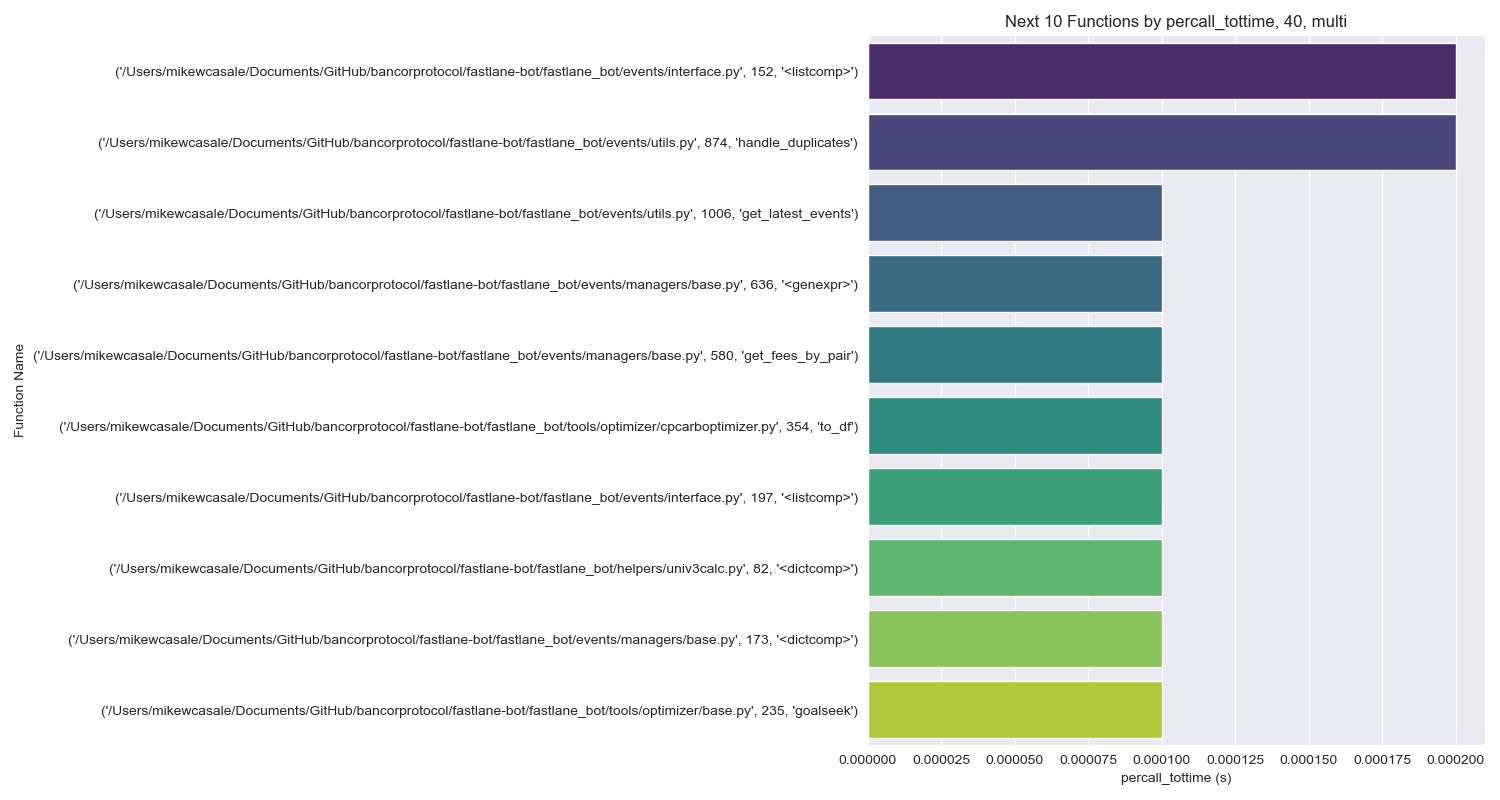 Next 10 Functions by percall_tottime, 40, multi
('/Users/mikewcasale/Documents/GitHub/bancorprotocol/fastlane-bot/fastlane_bot/events/interface.py', 152, '<listcomp>')
('/Users/mikewcasale/Documents/GitHub/bancorprotocol/fastlane-bot/fastlane_bot/events/utils.py', 874, 'handle_duplicates')
('/Users/mikewcasale/Documents/GitHub/bancorprotocol/fastlane-bot/fastlane_bot/events/utils.py', 1006, 'get_latest_events')
('/Users/mikewcasale/Documents/GitHub/bancorprotocol/fastlane-bot/fastlane_bot/events/managers/base.py', 636, '<genexpr>')
('/Users/mikewcasale/Documents/GitHub/bancorprotocol/fastlane-bot/fastlane_bot/events/managers/base.py', 580, 'get_fees_by_pair')
('/Users/mikewcasale/Documents/GitHub/bancorprotocol/fastlane-bot/fastlane_bot/tools/optimizer/cpcarboptimizer.py', 354, 'to_df')
('/Users/mikewcasale/Documents/GitHub/bancorprotocol/fastlane-bot/fastlane_bot/events/interface.py', 197, '<listcomp>')
('/Users/mikewcasale/Documents/GitHub/bancorprotocol/fastlane-bot/fastlane_bot/helpers/univ3calc.py', 82, '<dictcomp>')
('/Users/mikewcasale/Documents/GitHub/bancorprotocol/fastlane-bot/fastlane_bot/events/managers/base.py', 173, '<dictcomp>')
('/Users/mikewcasale/Documents/GitHub/bancorprotocol/fastlane-bot/fastlane_bot/tools/optimizer/base.py', 235, 'goalseek')
Function Name
0.000000 0.000025 0.000050 0.000075 0.000100 0.000125 0.000150 0.000175 0.000200
percall_tottime (s)